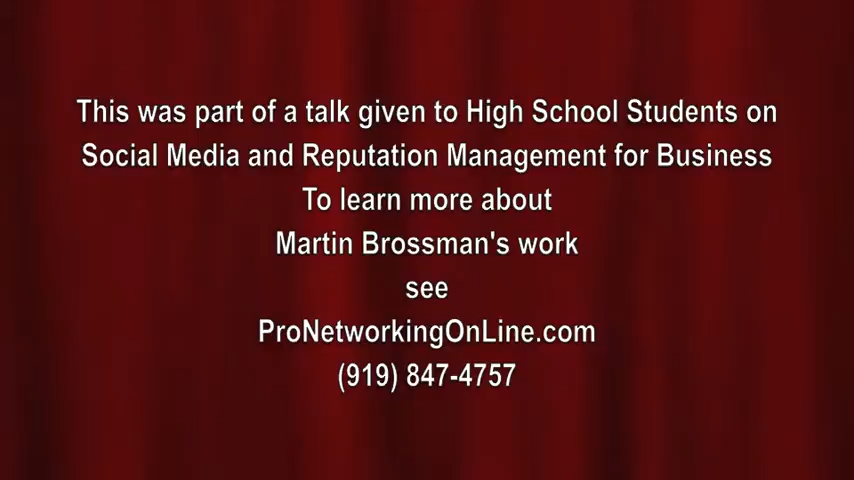 This was part of a talk given to High School Students on
Social Media and Reputation Management for Business
To learn more about
Martin Brossman's work
see
ProNetworkingOnLine.com
(919) 847-4757